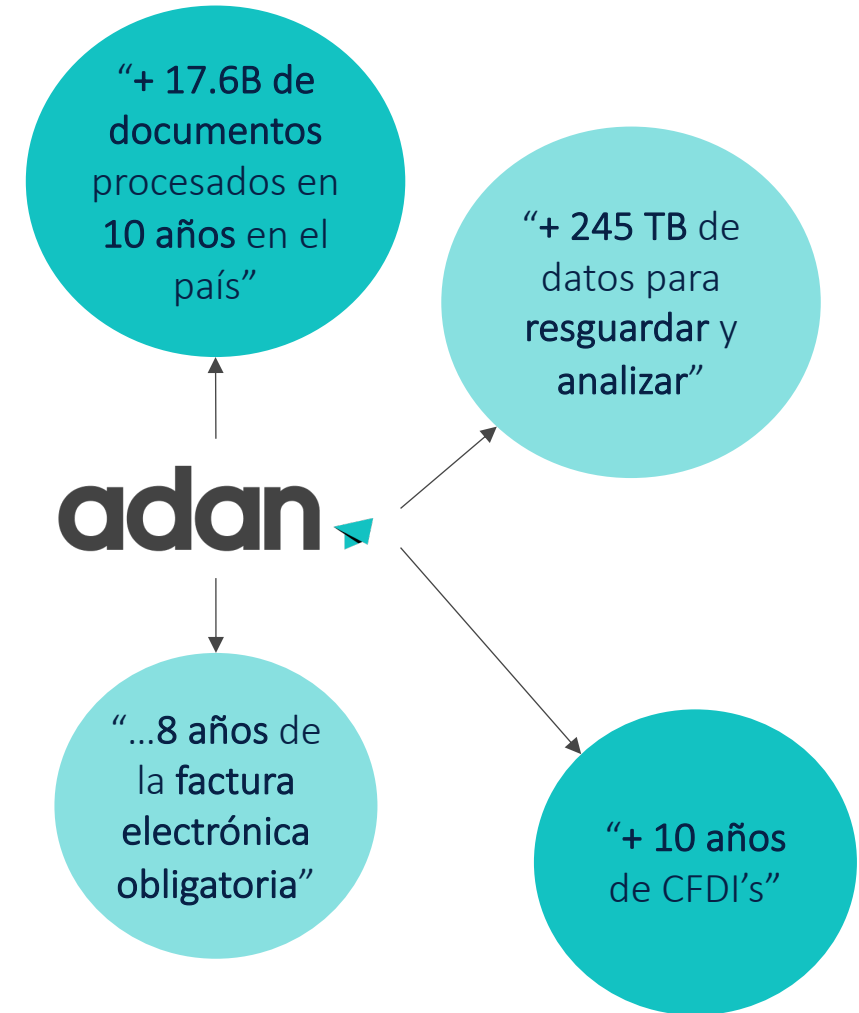 “+ 17.6B de
documentos
procesados en
10 años en el
país”
“+ 245 TB de
datos para
resguardar y
analizar”
adan
“...8 años de
la factura
electrónica
obligatoria”
“+ 10 años
de CFDI’s”